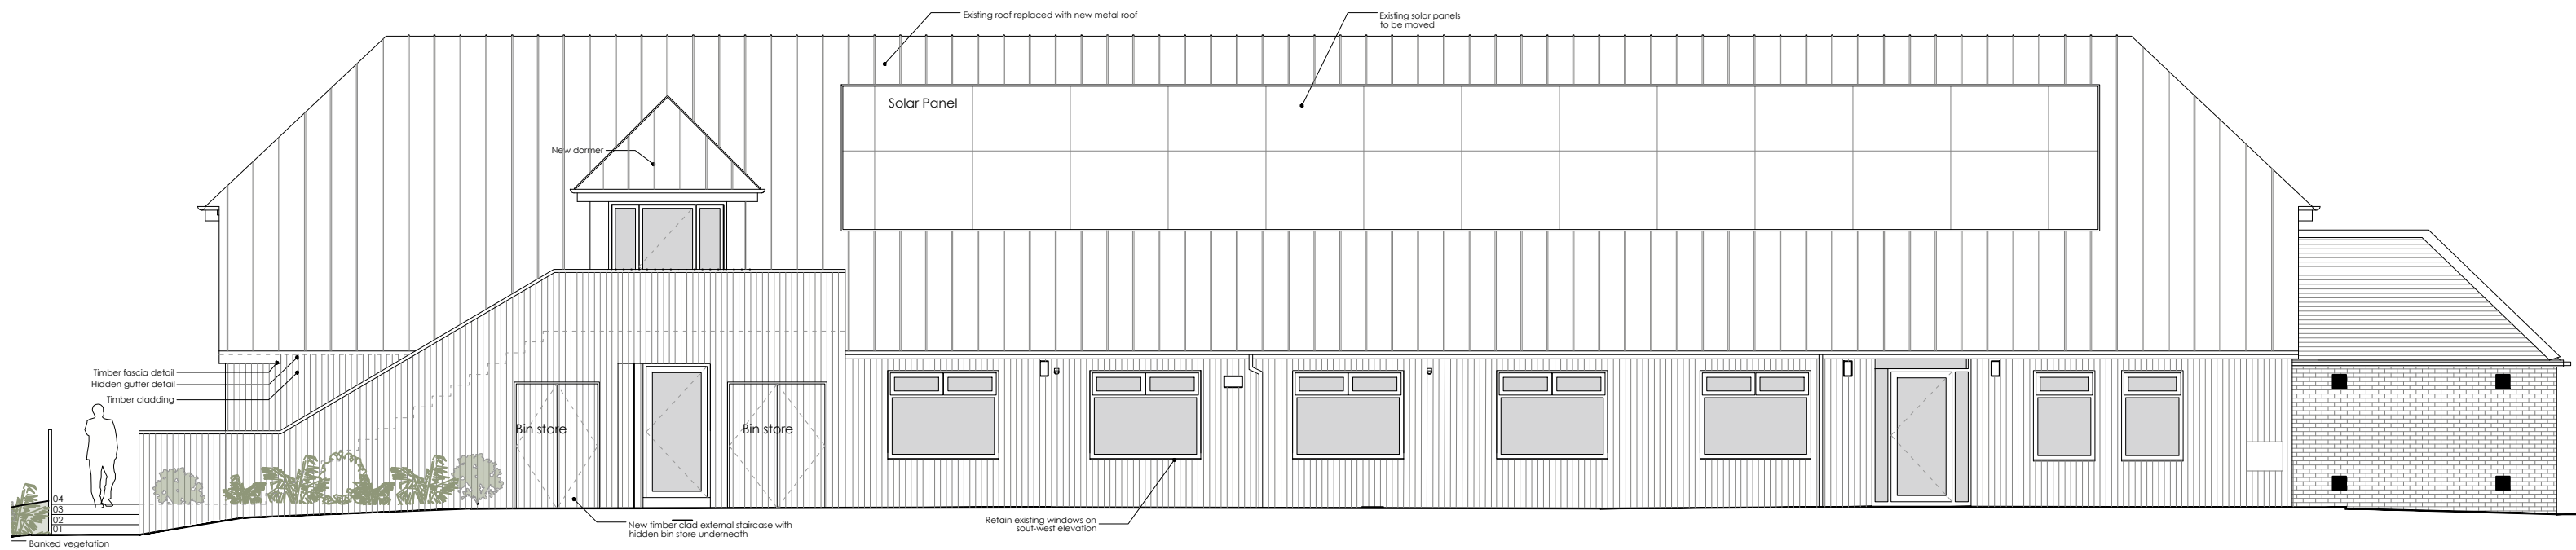 Existing roof replaced with new metal roof
Existing solar panels
to be moved
Solar Panel
New dormer
Timber fascia detail
Hidden gutter detail
Timber cladding
Bin store
Bin store
04
03
02
01
New timber clad external staircase with
hidden bin store underneath
Retain existing windows on
sout-west elevation
Banked vegetation